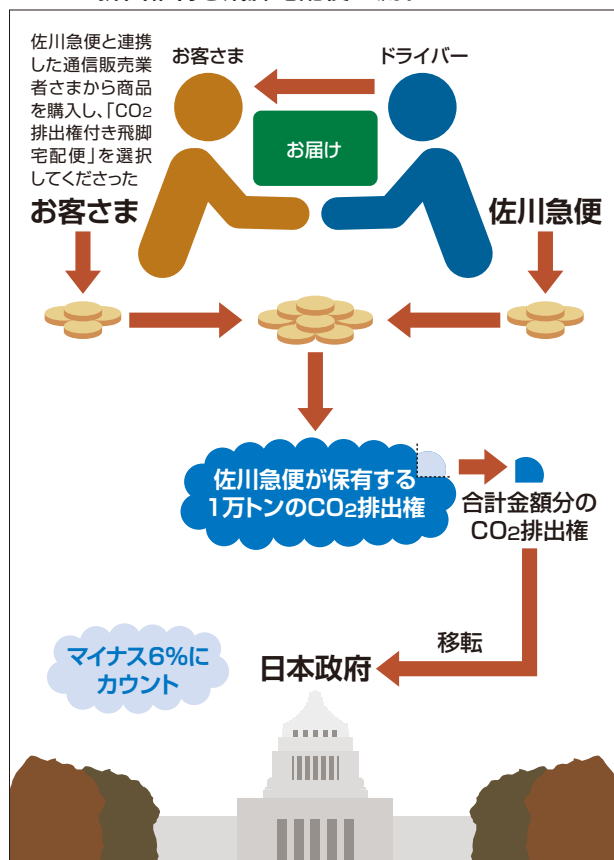 佐川急便と連携
した通信販売業
者さまから商品
を購入し、「CO2
排出権付き飛脚
宅配便」を選択
してくださった
お客さま
お客さま
ドライバー
お届け
佐川急便
佐川急便が保有する
1万トンのCO2排出権
合計金額分の
CO2排出権
移転
日本政府
マイナス6%に
カウント